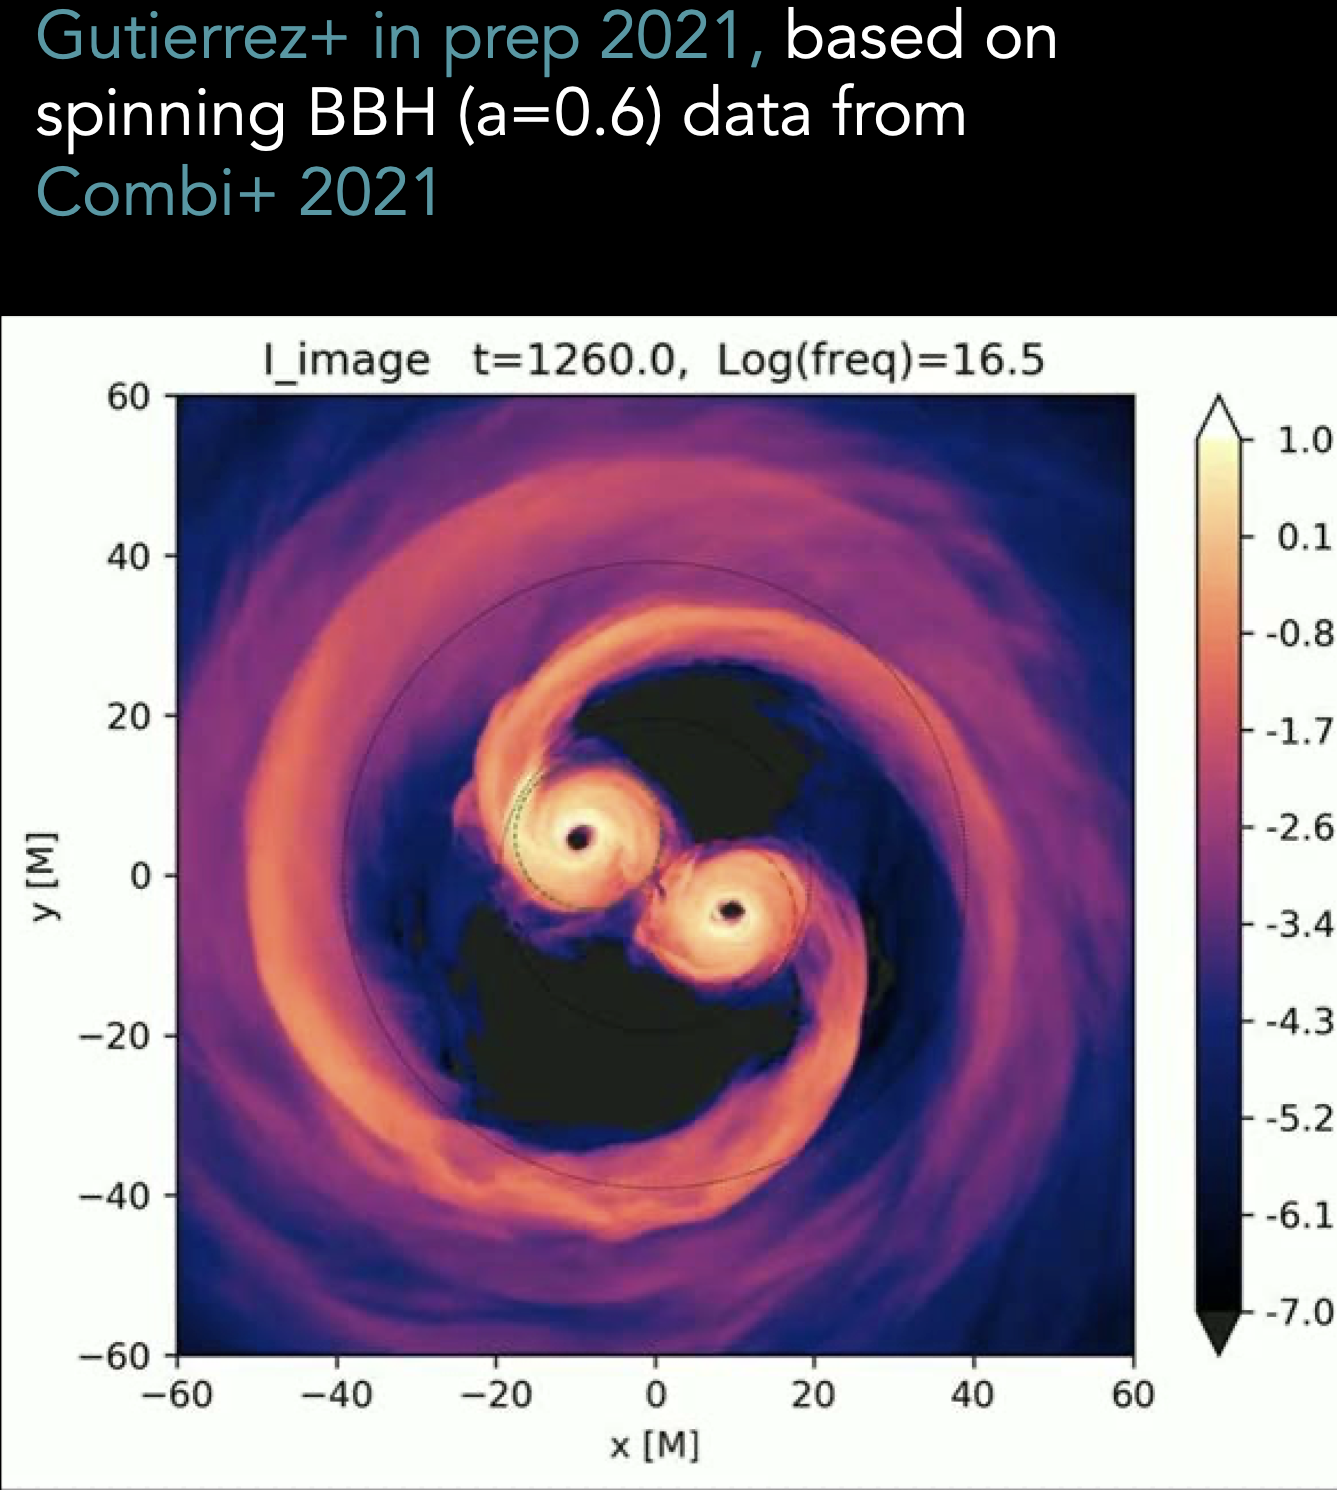 Gutierrez+ in prep 2021, based on
spinning BBH (a=0.6) data from
Combi+ 2021
I_image t=1260.0, Log(freq)=16.5
60
40
20
0
−20
−40
−60
y [M]
−60 −40 −20 0 20 40 60
x [M]
1.0
0.1
-0.8
-1.7
-2.6
-3.4
-4.3
-5.2
-6.1
-7.0